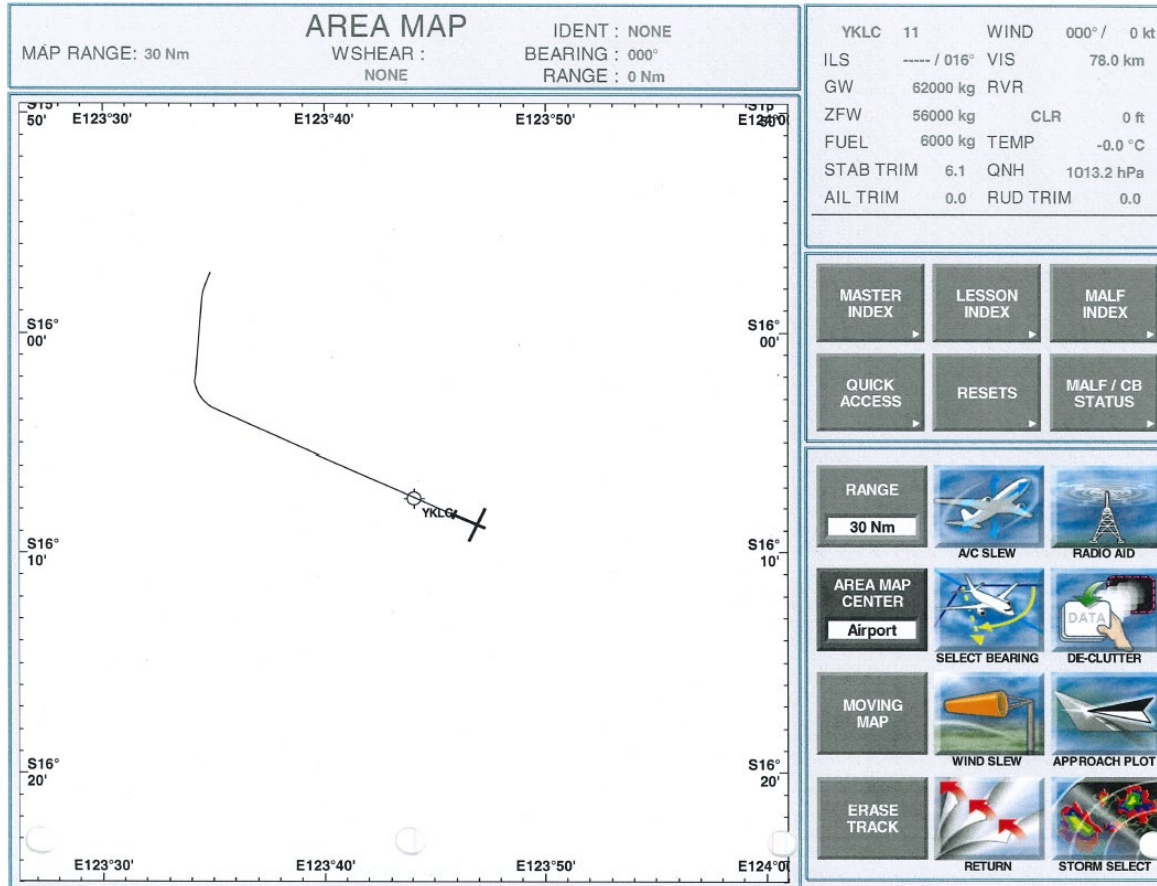 AREA MAP
MAP RANGE: 30 Nm
WSHEAR :
NONE
IDENT : NONE
BEARING : 000°
RANGE : 0 Nm
50'
E123°30'
E123°40'
E123°50'
S16°
00'
S16°
00'
YKLC
S16°
10'
S16°
10'
S16°
20'
S16°
20'
E123°30'
E123°40'
E123°50'
E124°0
YKLC 11 WIND 000° / 0 kt
ILS ----- / 016° VIS 78.0 km
GW 62000 kg RVR
ZFW 56000 kg CLR 0 ft
FUEL 6000 kg TEMP -0.0 °C
STAB TRIM 6.1 QNH 1013.2 hPa
AIL TRIM 0.0 RUD TRIM 0.0
MASTER
INDEX
LESSON
INDEX
MALF
INDEX
QUICK
ACCESS
RESETS
MALF / CB
STATUS
RANGE
30 Nm
A/C SLEW
RADIO AID
AREA MAP
CENTER
Airport
SELECT BEARING
DATA
DE-CLUTTER
MOVING
MAP
WIND SLEW
APPROACH PLOT
ERASE
TRACK
RETURN
STORM SELECT